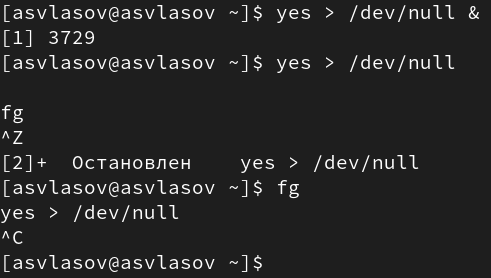 [asvlasov@asvlasov ~]$ yes > /dev/null &
[1] 3729
[asvlasov@asvlasov ~]$ yes > /dev/null
fg
^Z
[2]+  Остановлен    yes > /dev/null
[asvlasov@asvlasov ~]$ fg
yes > /dev/null
^C
[asvlasov@asvlasov ~]$